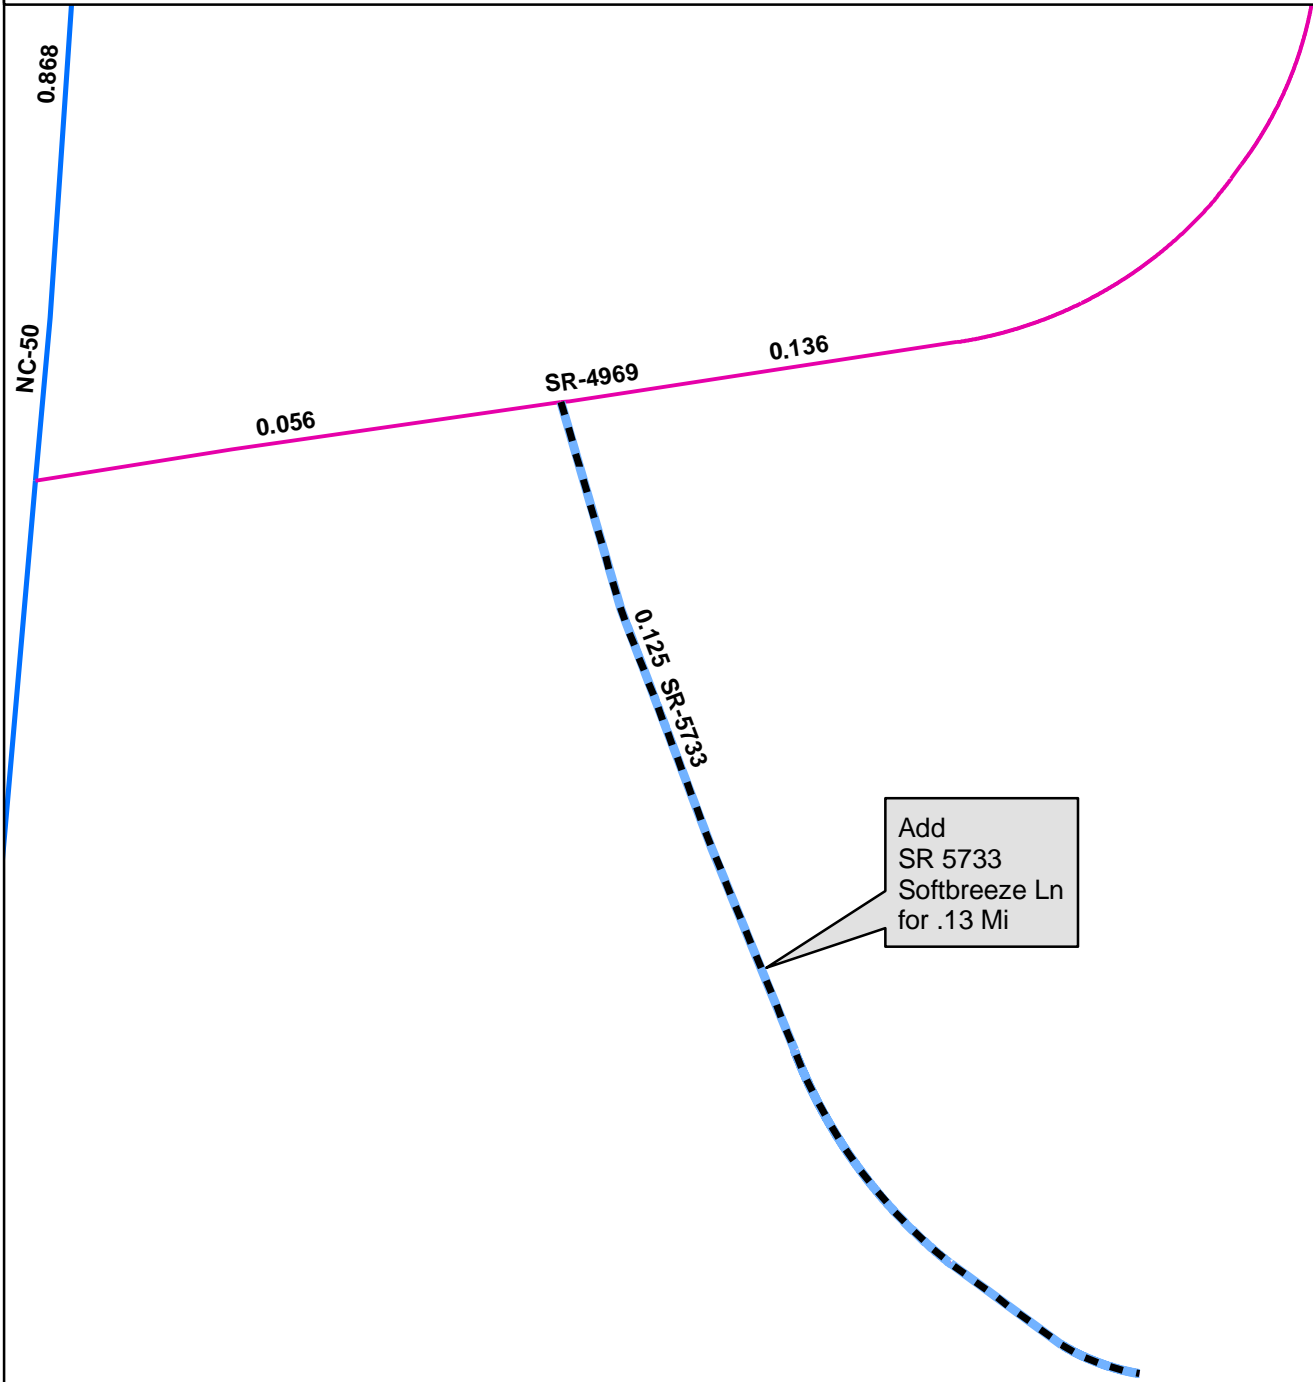 0.868
NC-50
0.136
SR-4969
0.056
0.125 SR-5733
Add
SR 5733
Softbreeze Ln
for .13 Mi